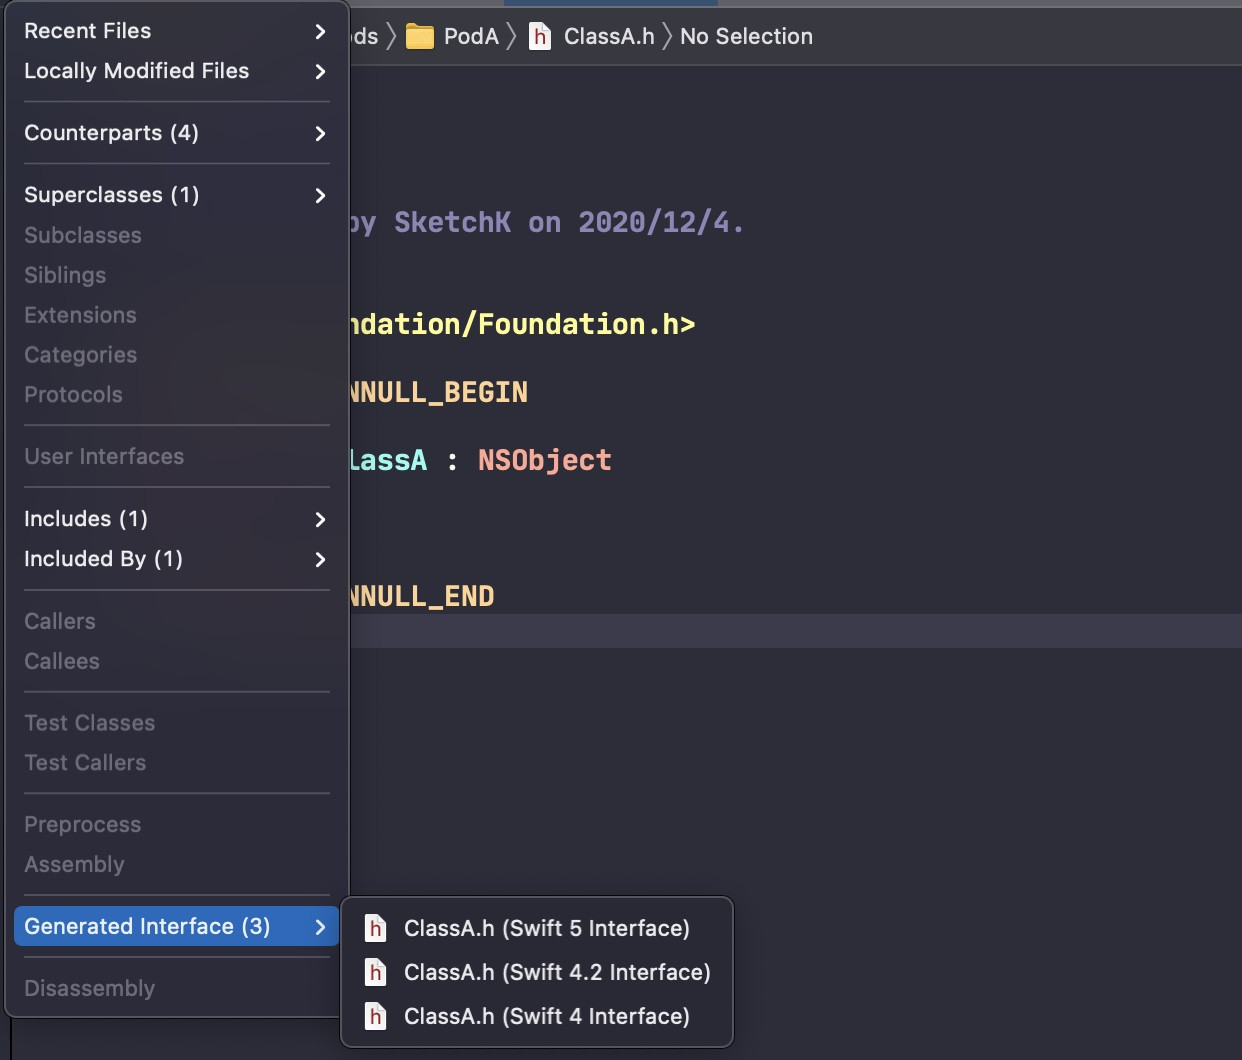 Recent Files
Locally Modified Files
Counterparts (4)
Superclasses (1)
Subclasses
Siblings
Extensions
Categories
Protocols
User Interfaces
Includes (1)
Included By (1)
Callers
Callees
Test Classes
Test Callers
Preprocess
Assembly
Generated Interface (3)
Disassembly
ClassA.h (Swift 5 Interface)
ClassA.h (Swift 4.2 Interface)
ClassA.h (Swift 4 Interface)
ds 〉 PodA 〉 h ClassA.h 〉 No Selection
by SketchK on 2020/12/4.
ndation/Foundation.h>
NNULL_BEGIN
lassA : NSObject
NNULL_END